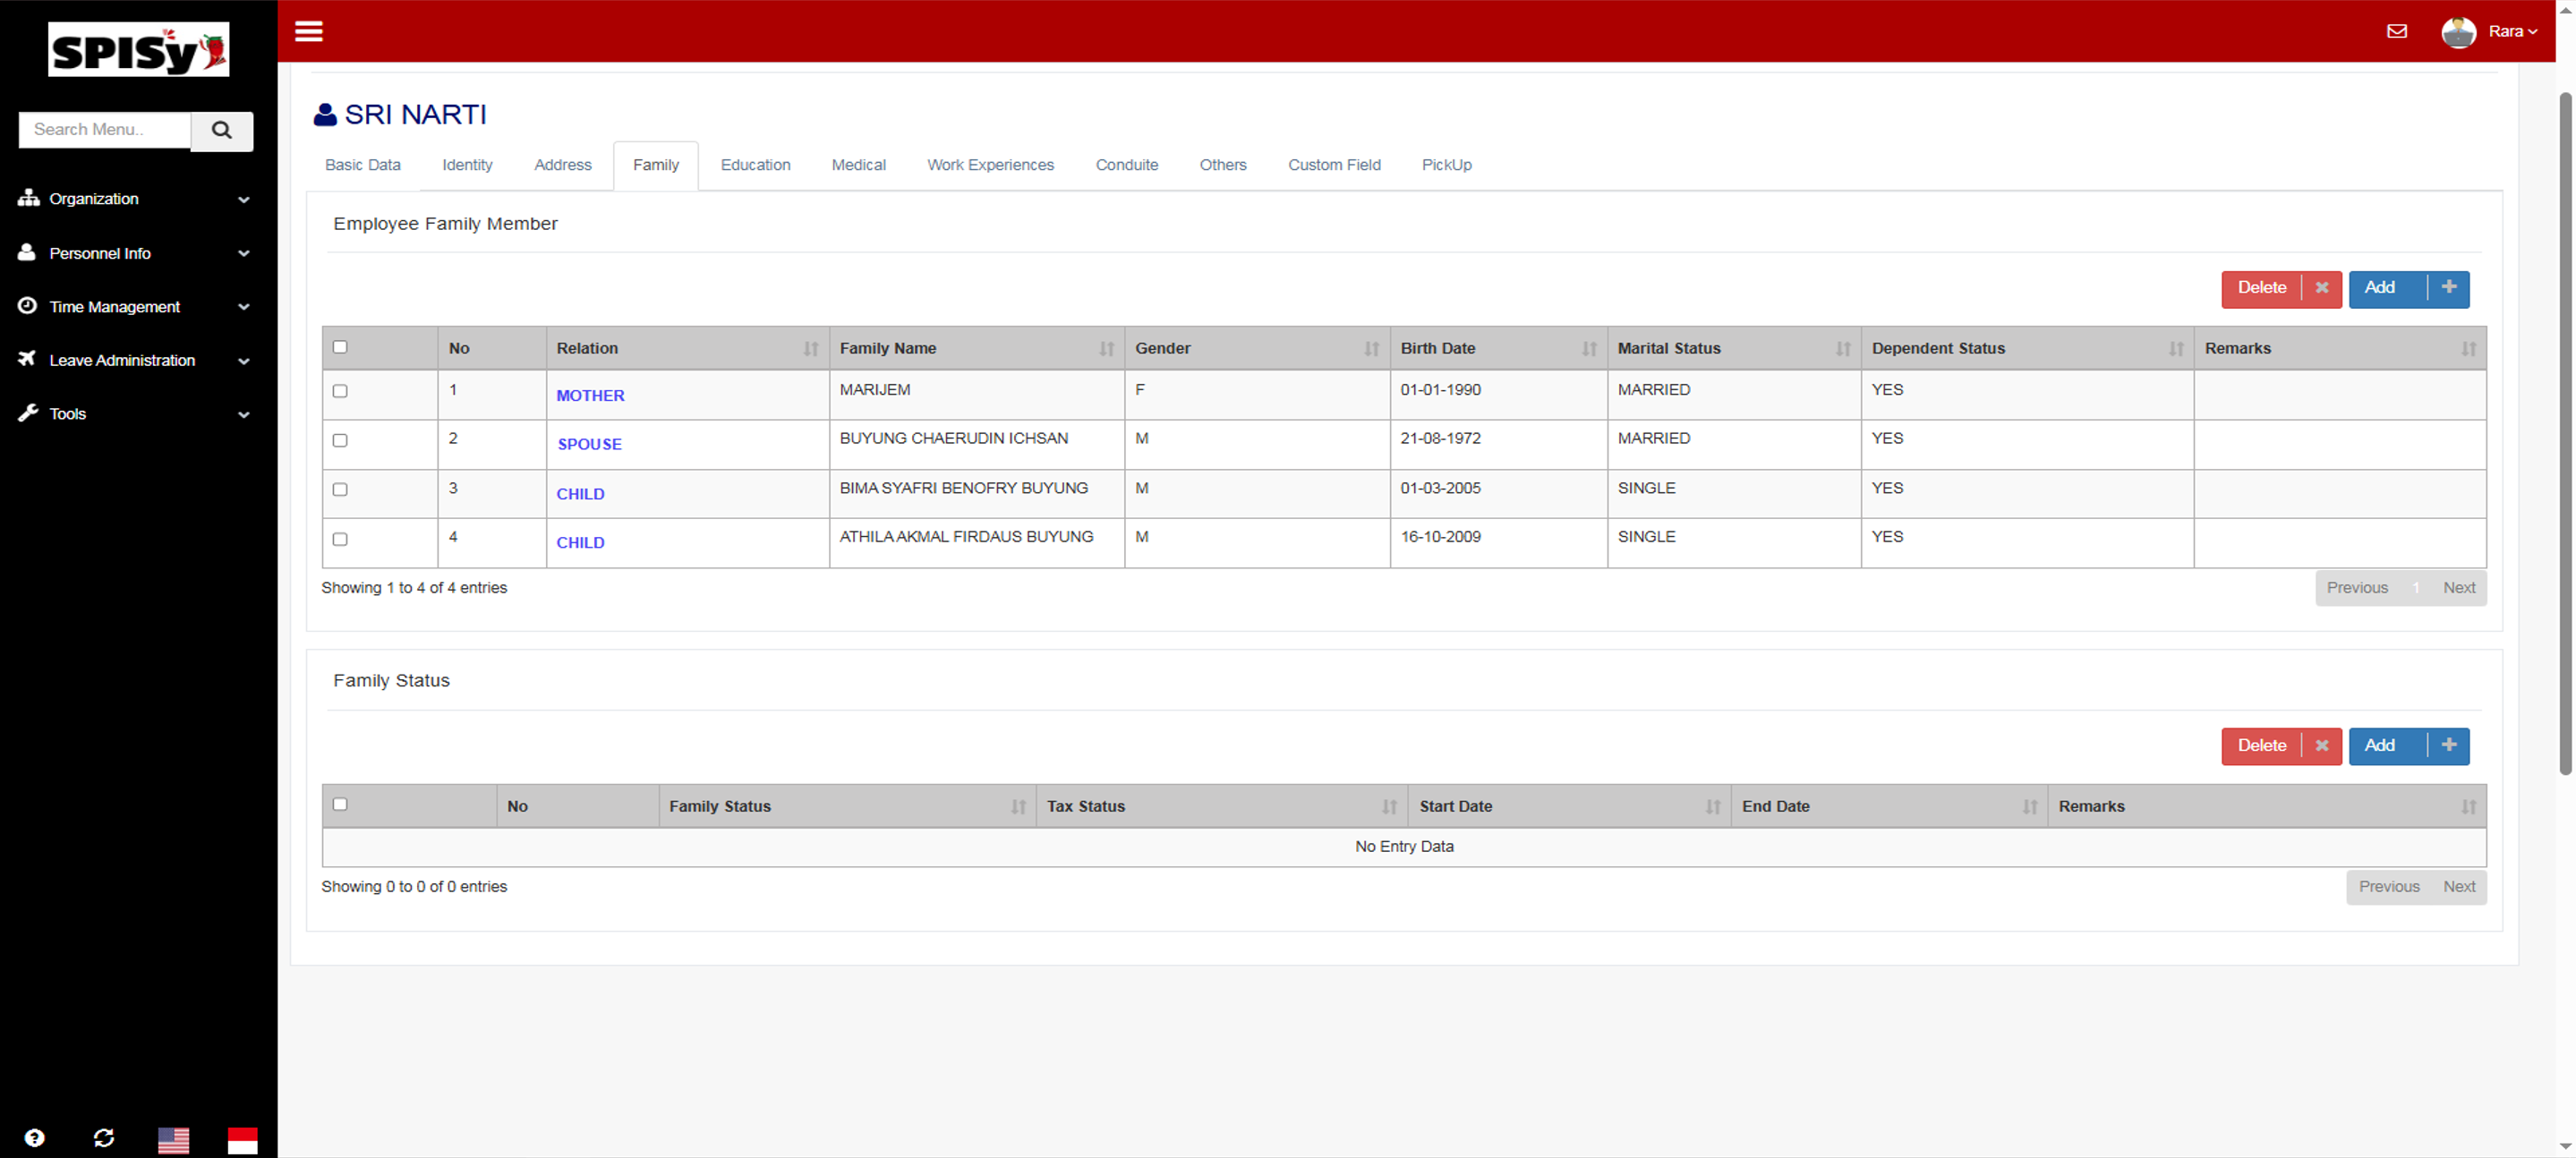 SPISy
Rara
Search Menu..
Organization
Personnel Info
Time Management
Leave Administration
Tools
SRI NARTI
Basic Data Identity Address Family Education Medical Work Experiences Conduite Others Custom Field PickUp
Employee Family Member
Delete Add
No Relation Family Name Gender Birth Date Marital Status Dependent Status Remarks
1 MOTHER MARIJEM F 01-01-1990 MARRIED YES
2 SPOUSE BUYUNG CHAERUDIN ICHSAN M 21-08-1972 MARRIED YES
3 CHILD BIMA SYAFRI BENOFRY BUYUNG M 01-03-2005 SINGLE YES
4 CHILD ATHILA AKMAL FIRDAUS BUYUNG M 16-10-2009 SINGLE YES
Showing 1 to 4 of 4 entries Previous 1 Next
Family Status
Delete Add
No Family Status Tax Status Start Date End Date Remarks
No Entry Data
Showing 0 to 0 of 0 entries Previous Next